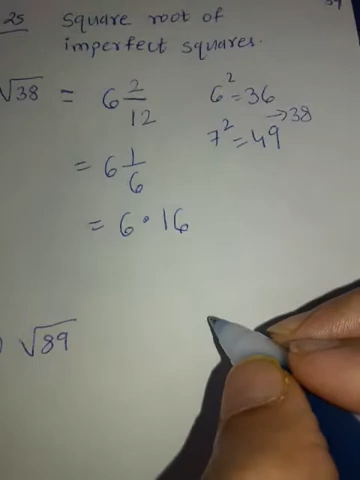 25 Square root of
imperfect squares.
√38 = 6 2/12
6² = 36
→ 38
7² = 49
= 6 1/6
= 6.16
) √89